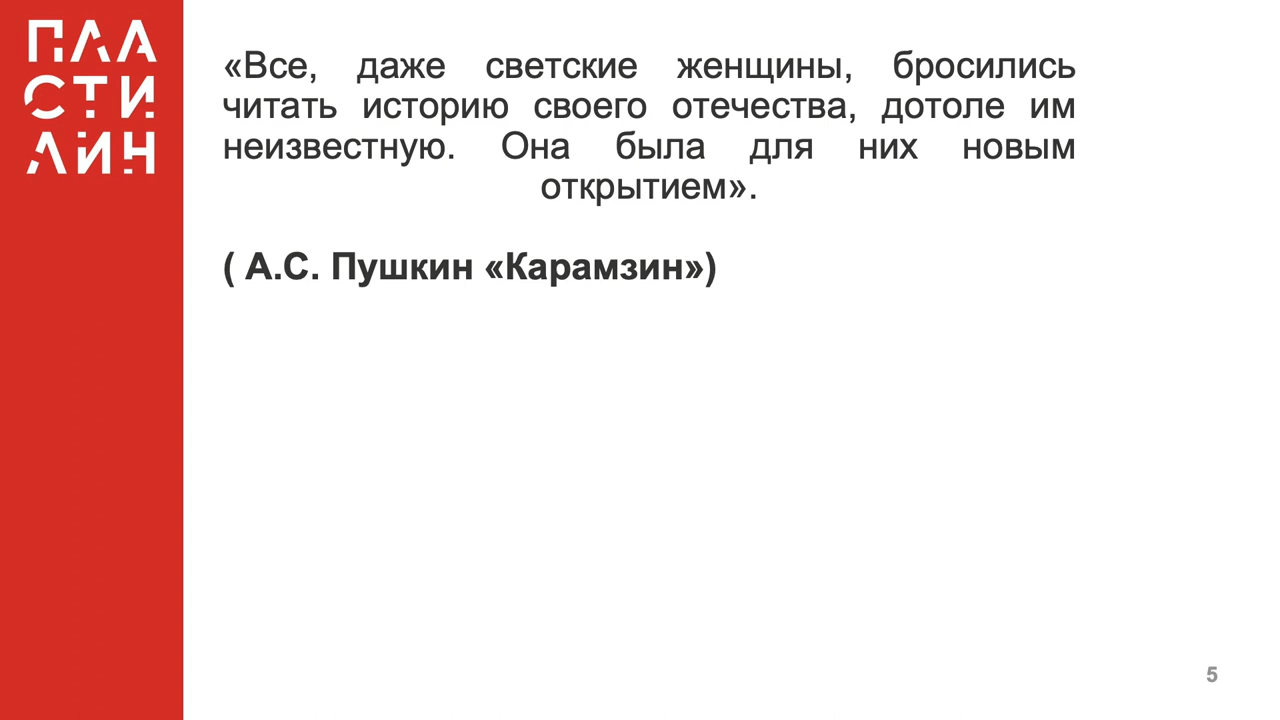 ПЛА
СТИ
ЛИН
«Все, даже светские женщины, бросились
читать историю своего отечества, дотоле им
неизвестную. Она была для них новым
открытием».
( А.С. Пушкин «Карамзин»)
5